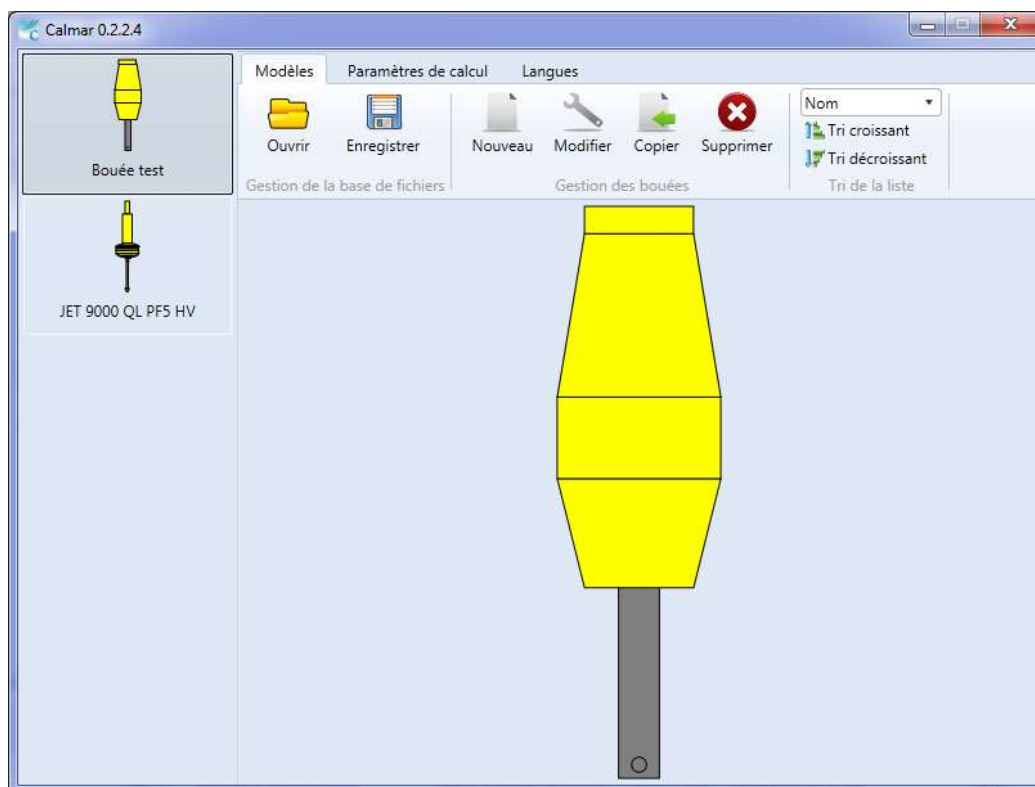 Calmar 0.2.2.4
Bouée test
JET 9000 QL PF5 HV
Modèles
Paramètres de calcul
Langues
Ouvrir
Enregistrer
Gestion de la base de fichiers
Nouveau
Modifier
Copier
Supprimer
Gestion des bouées
Nom
Tri croissant
Tri décroissant
Tri de la liste